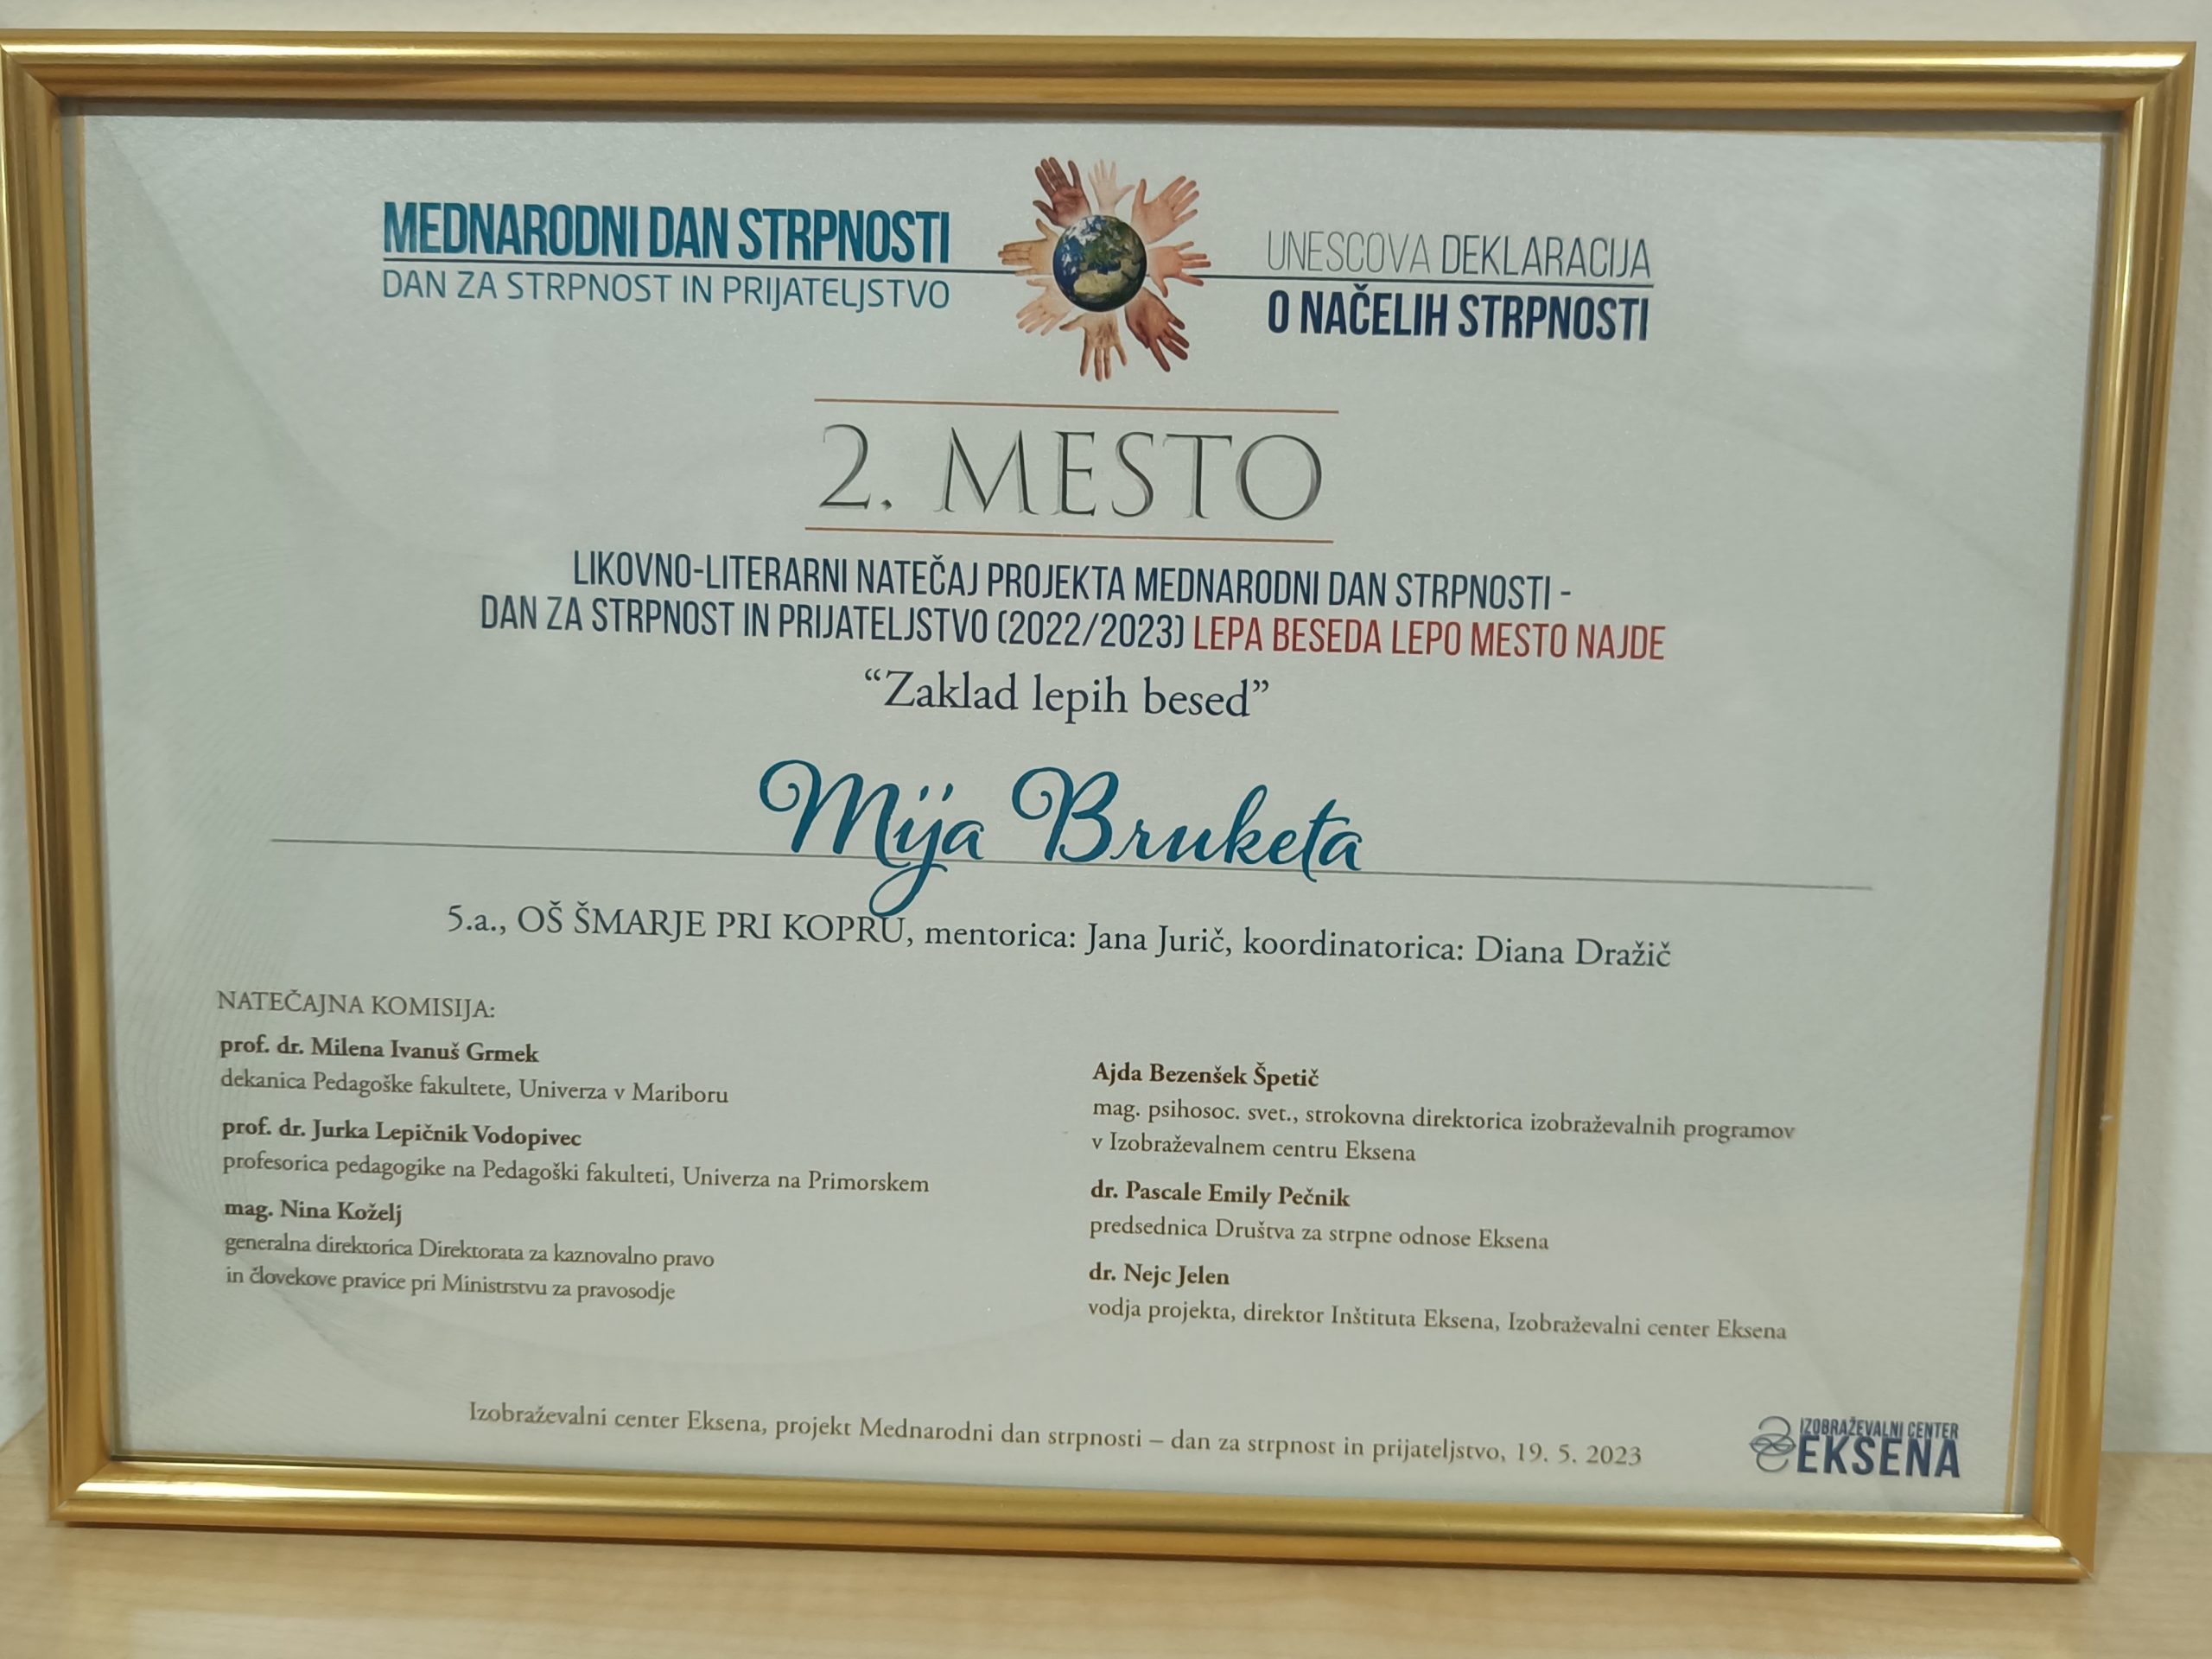 MEDNARODNI DAN STRPNOSTI
DAN ZA STRPNOST IN PRIJATELJSTVO
UNESCOVA DEKLARACIJA
O NAČELIH STRPNOSTI
2. MESTO
LIKOVNO-LITERARNI NATEČAJ PROJEKTA MEDNARODNI DAN STRPNOSTI -
DAN ZA STRPNOST IN PRIJATELJSTVO (2022/2023) LEPA BESEDA LEPO MESTO NAJDE
“Zaklad lepih besed”
Mija Bruketa
5.a., OŠ ŠMARJE PRI KOPRU, mentorica: Jana Jurič, koordinatorica: Diana Dražič
NATEČAJNA KOMISIJA:
prof. dr. Milena Ivanuš Grmek
dekanica Pedagoške fakultete, Univerza v Mariboru
prof. dr. Jurka Lepičnik Vodopivec
profesorica pedagogike na Pedagoški fakulteti, Univerza na Primorskem
mag. Nina Koželj
generalna direktorica Direktorata za kaznovalno pravo
in človekove pravice pri Ministrstvu za pravosodje
Ajda Bezenšek Špetič
mag. psihosoc. svet., strokovna direktorica izobraževalnih programov
v Izobraževalnem centru Eksena
dr. Pascale Emily Pečnik
predsednica Društva za strpne odnose Eksena
dr. Nejc Jelen
vodja projekta, direktor Inštituta Eksena, Izobraževalni center Eksena
Izobraževalni center Eksena, projekt Mednarodni dan strpnosti – dan za strpnost in prijateljstvo, 19. 5. 2023
IZOBRAŽEVALNI CENTER
EKSENA